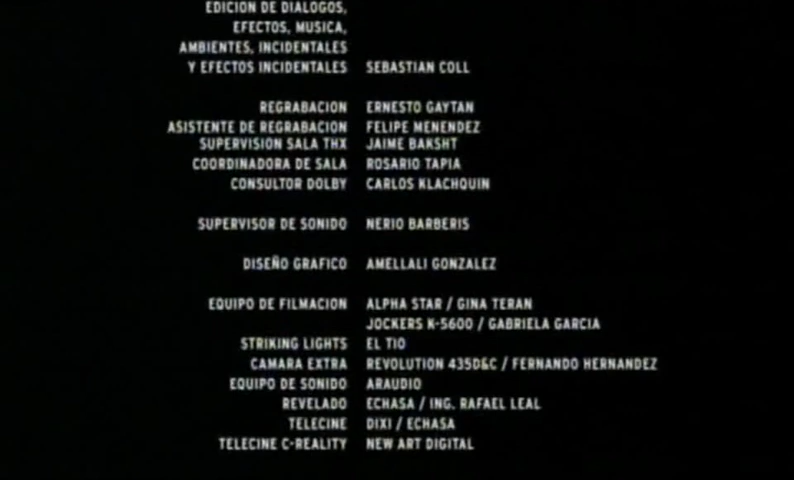 EDICION DE DIALOGOS,
EFECTOS, MUSICA,
AMBIENTES, INCIDENTALES
Y EFECTOS INCIDENTALES SEBASTIAN COLL
REGRABACION ERNESTO GAYTAN
ASISTENTE DE REGRABACION FELIPE MENENDEZ
SUPERVISION SALA THX JAIME BAKSHT
COORDINADORA DE SALA ROSARIO TAPIA
CONSULTOR DOLBY CARLOS KLACHQUIN
SUPERVISOR DE SONIDO NERIO BARBERIS
DISEÑO GRAFICO AMELLALI GONZALEZ
EQUIPO DE FILMACION ALPHA STAR / GINA TERAN
JOCKERS K-5600 / GABRIELA GARCIA
STRIKING LIGHTS EL TIO
CAMARA EXTRA REVOLUTION 435D&C / FERNANDO HERNANDEZ
EQUIPO DE SONIDO ARAUDIO
REVELADO ECHASA / ING. RAFAEL LEAL
TELECINE DIXI / ECHASA
TELECINE C-REALITY NEW ART DIGITAL